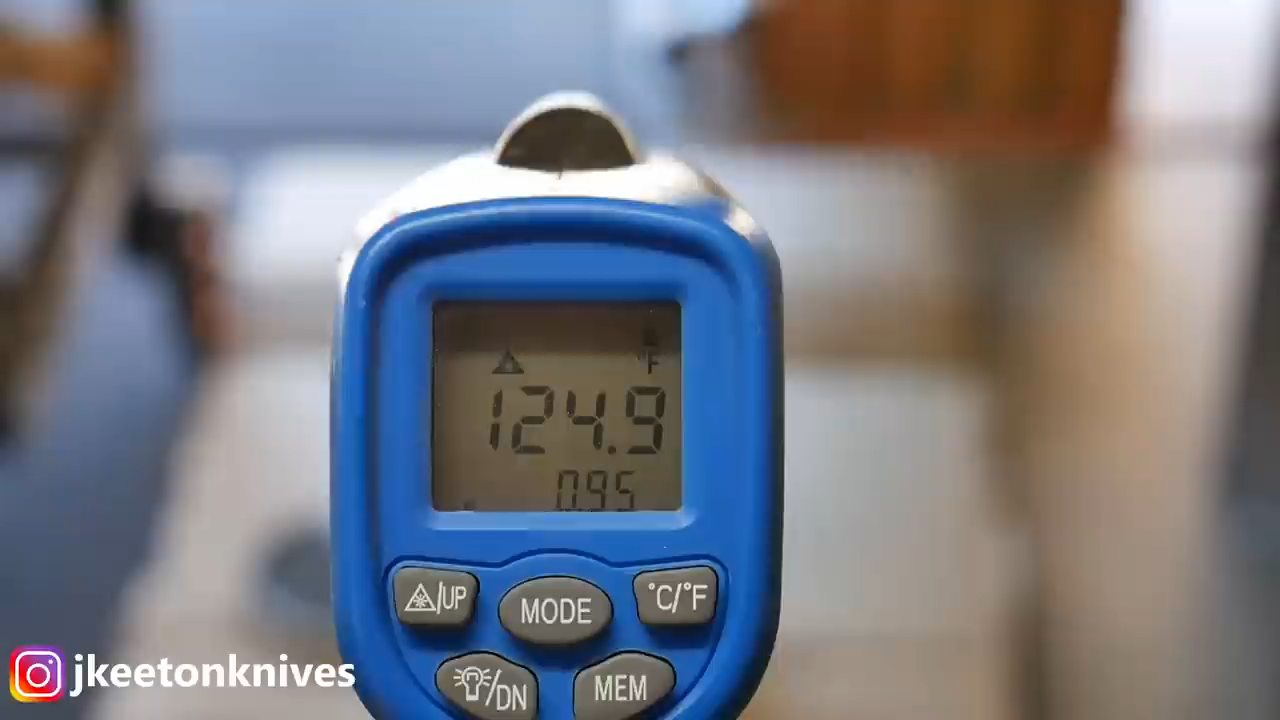 °F
124.9
0.95
/UP
MODE
°C/°F
/DN
MEM
jkeetonknives